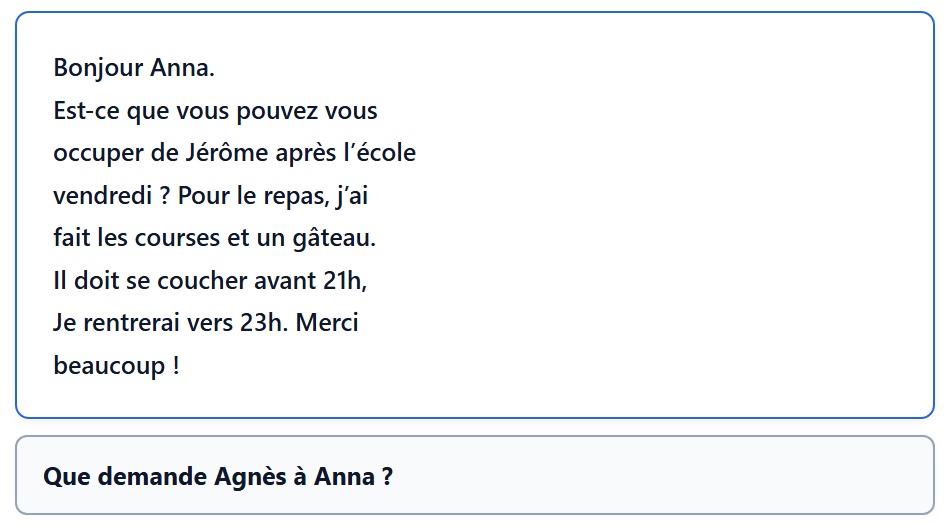 Bonjour Anna.
Est-ce que vous pouvez vous
occuper de Jérôme après l’école
vendredi ? Pour le repas, j’ai
fait les courses et un gâteau.
Il doit se coucher avant 21h,
Je rentrerai vers 23h. Merci
beaucoup !
Que demande Agnès à Anna ?